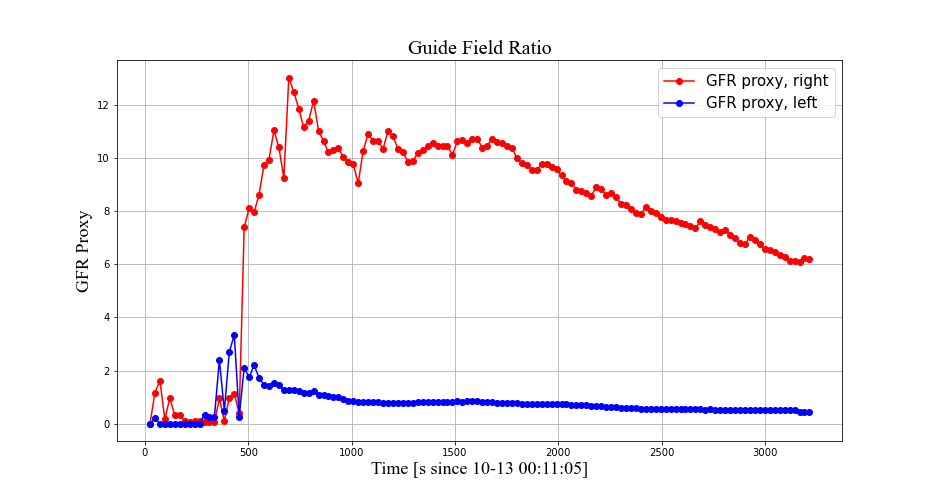 Guide Field Ratio
GFR proxy, right
GFR proxy, left
GFR Proxy
12
10
8
6
4
2
0
0 500 1000 1500 2000 2500 3000
Time [s since 10-13 00:11:05]